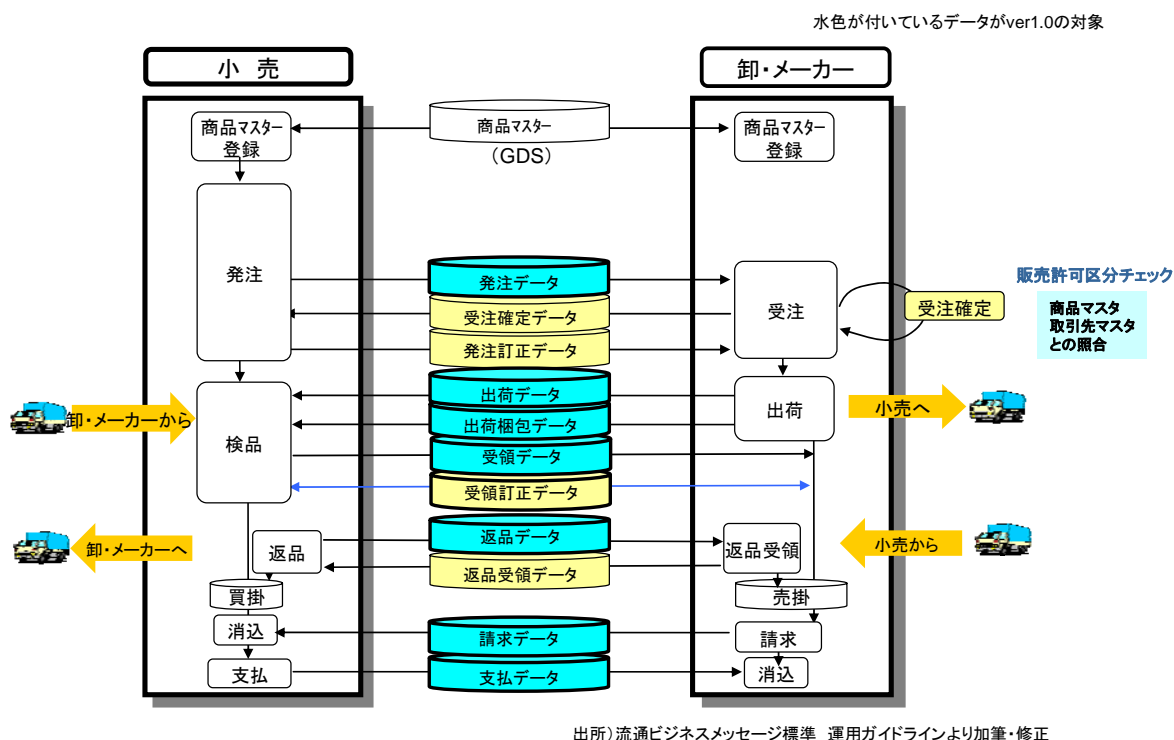 水色が付いているデータがver1.0の対象
小 売
卸・メーカー
商品マスター
登録
商品マスター
(GDS)
商品マスター
登録
発注
発注データ
受注確定データ
発注訂正データ
受注
受注確定
販売許可区分チェック
商品マスタ
取引先マスタ
との照合
卸・メーカーから
検品
出荷データ
出荷梱包データ
受領データ
受領訂正データ
出荷
小売へ
卸・メーカーへ
返品
返品データ
返品受領データ
返品受領
小売から
買掛
売掛
消込
請求データ
請求
支払
支払データ
消込
出所)流通ビジネスメッセージ標準 運用ガイドラインより加筆・修正